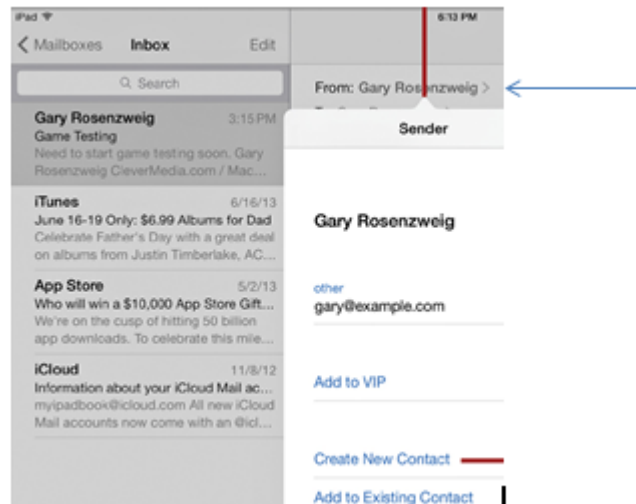 iPad
6:13 PM
Mailboxes Inbox Edit
Search
Gary Rosenzweig 3:15 PM
Game Testing
Need to start game testing soon. Gary
Rosenzweig CleverMedia.com / Mac...
iTunes 6/16/13
June 16-19 Only: $6.99 Albums for Dad
Celebrate Father's Day with a great deal
on albums from Justin Timberlake, AC...
App Store 5/2/13
Who will win a $10,000 App Store Gift...
We're on the cusp of hitting 50 billion
app downloads. To celebrate this mile...
iCloud 11/8/12
Information about your iCloud Mail ac...
myipadbook@icloud.com All new iCloud
Mail accounts now come with an @icl...
From: Gary Rosenzweig
Sender
Gary Rosenzweig
other
gary@example.com
Add to VIP
Create New Contact
Add to Existing Contact